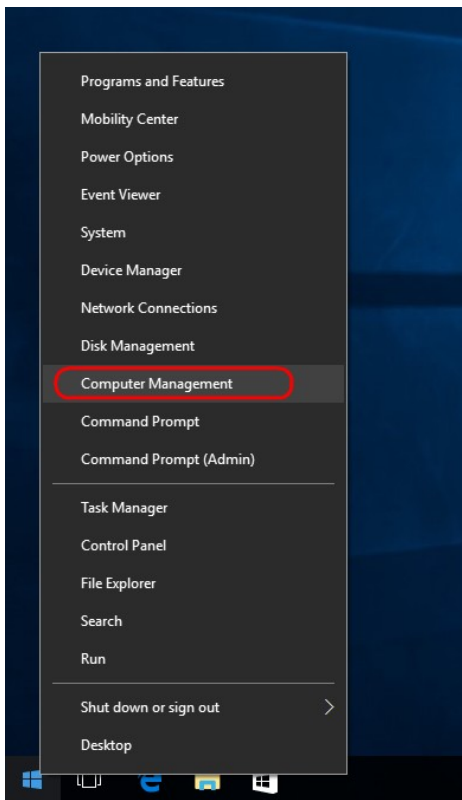 Programs and Features
Mobility Center
Power Options
Event Viewer
System
Device Manager
Network Connections
Disk Management
Computer Management
Command Prompt
Command Prompt (Admin)
Task Manager
Control Panel
File Explorer
Search
Run
Shut down or sign out
Desktop